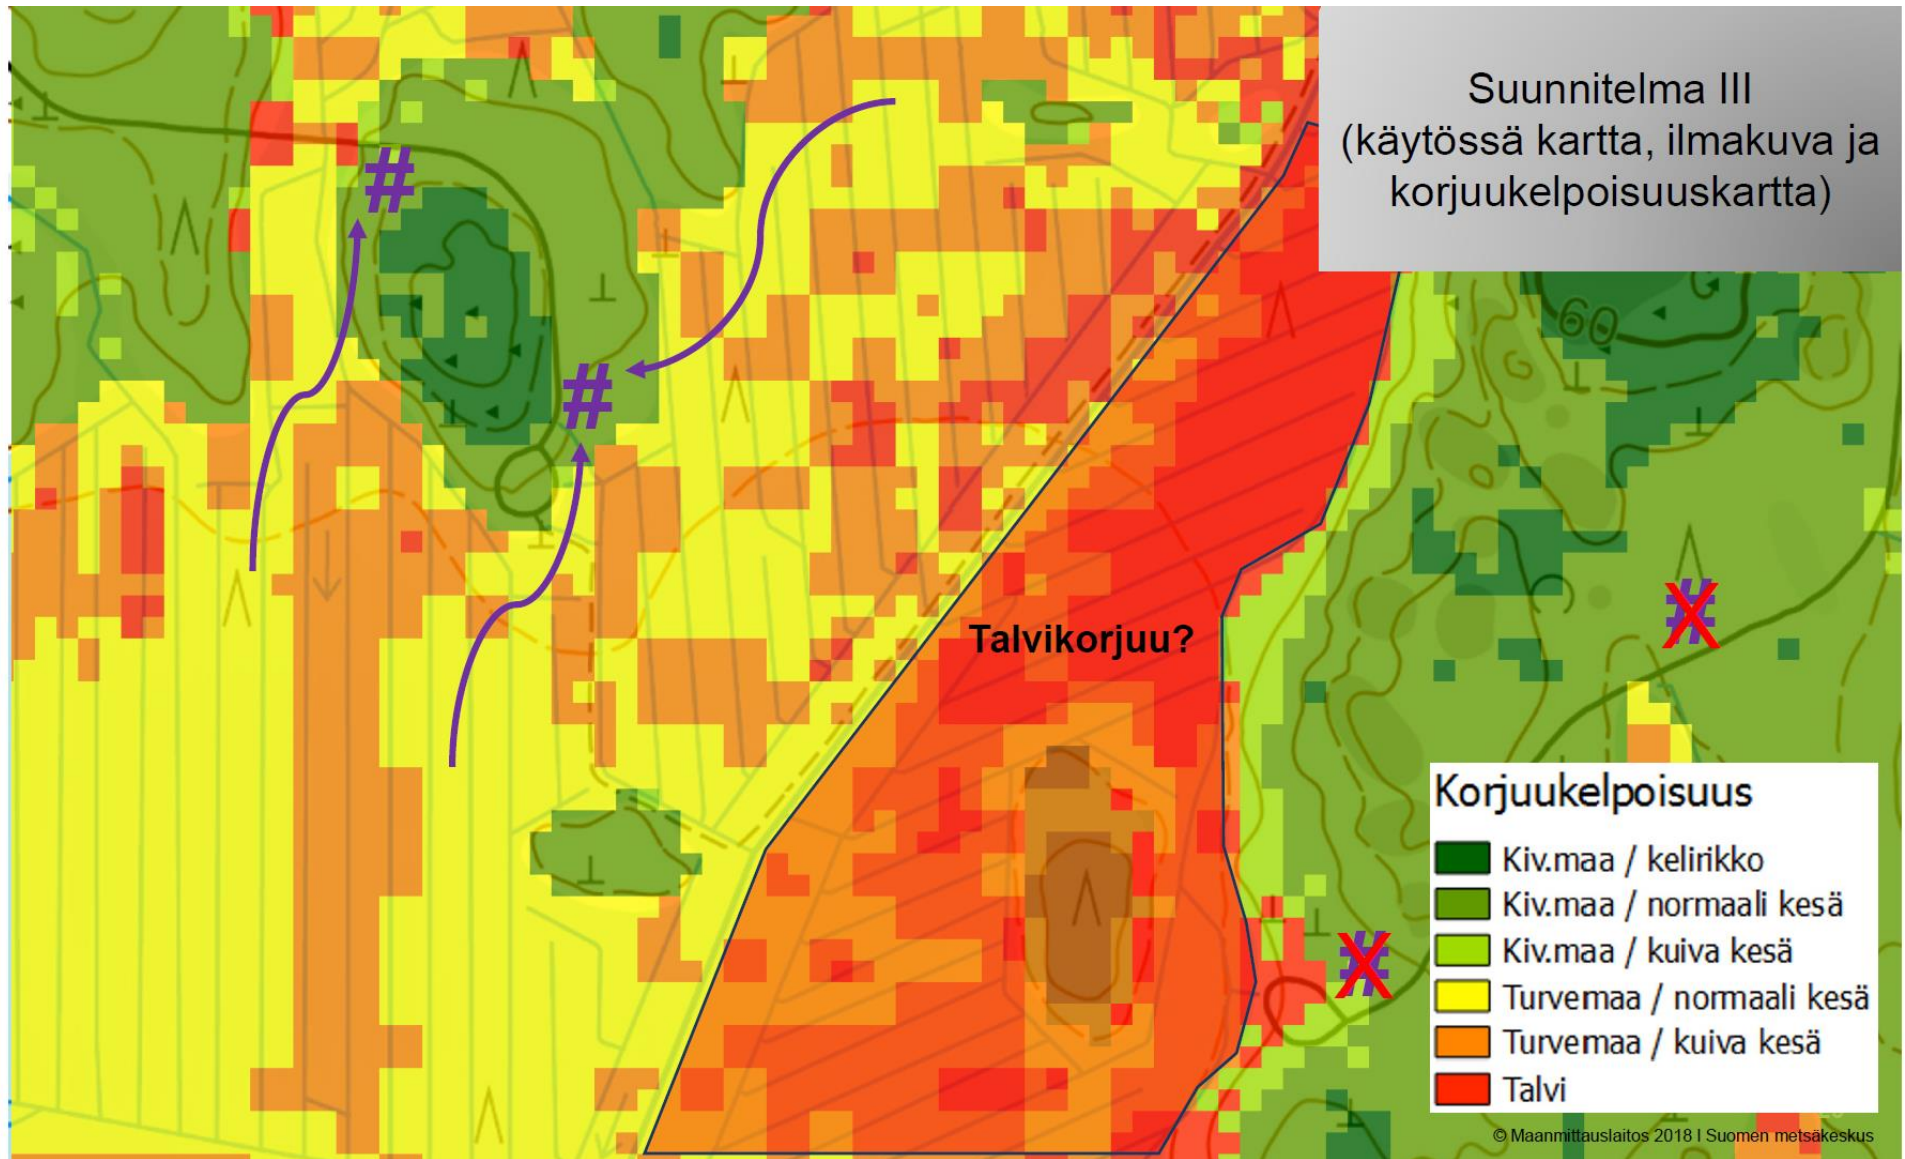 Suunnitelma III
(käytössä kartta, ilmakuva ja
korjuukelpoisuuskartta)
#
#
60
Talvikorjuu?
#
X
#
X
Korjuukelpoisuus
Kiv.maa / kelirikko
Kiv.maa / normaali kesä
Kiv.maa / kuiva kesä
Turvemaa / normaali kesä
Turvemaa / kuiva kesä
Talvi
© Maanmittauslaitos 2018 I Suomen metsäkeskus